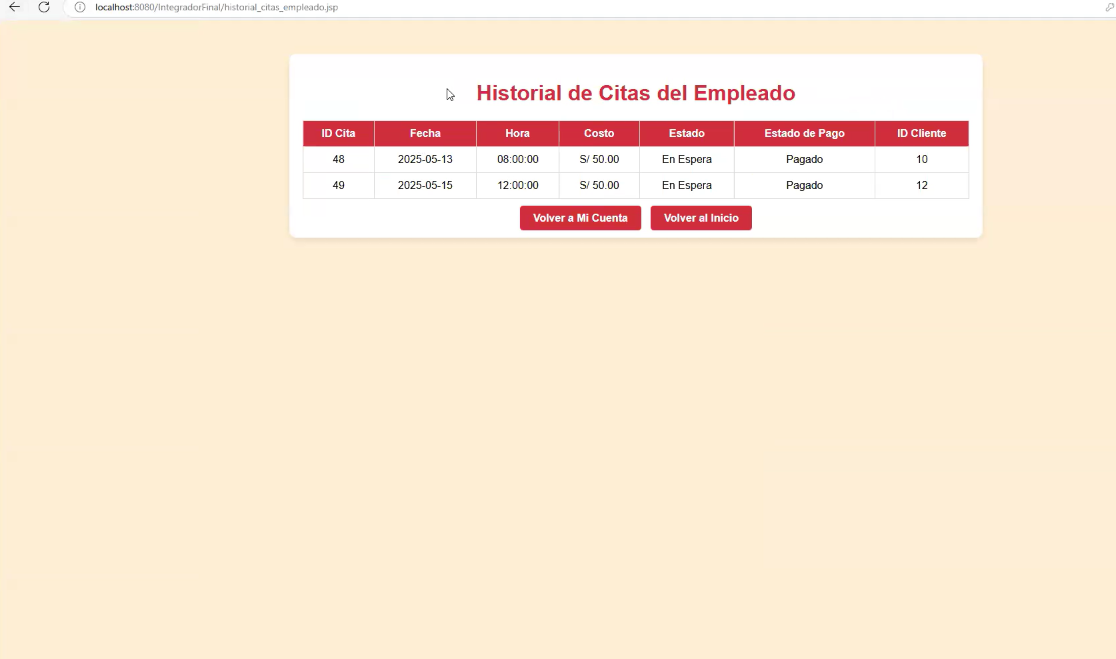 localhost:8080/IntegradorFinal/historial_citas_empleado.jsp
Historial de Citas del Empleado
ID Cita Fecha Hora Costo Estado Estado de Pago ID Cliente
48 2025-05-13 08:00:00 S/ 50.00 En Espera Pagado 10
49 2025-05-15 12:00:00 S/ 50.00 En Espera Pagado 12
Volver a Mi Cuenta Volver al Inicio